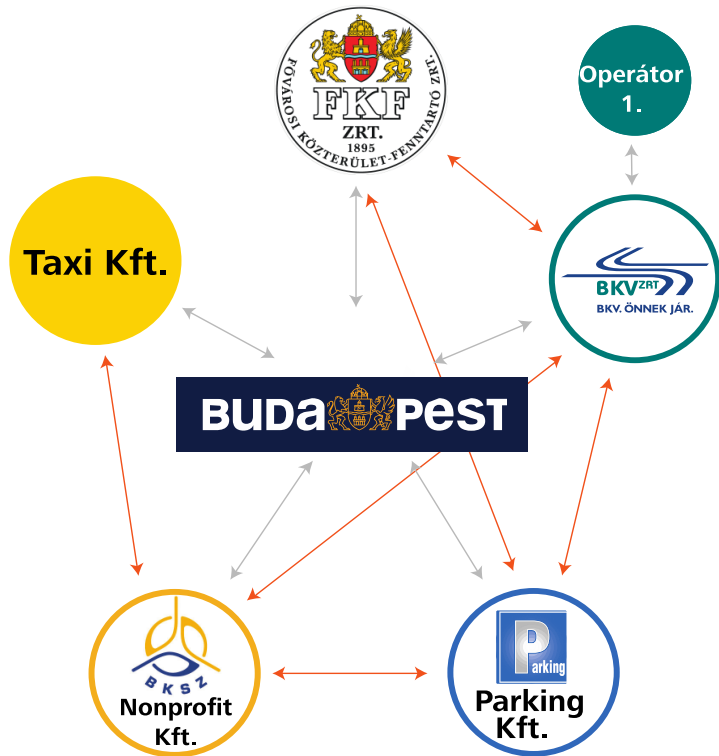 FŐVÁROSI KÖZTERÜLET-FENNTARTÓ ZRT.
FKF
ZRT.
1895
Operátor
1.
Taxi Kft.
BKV ZRT
BKV. ÖNNEK JÁR.
BUDAPEST
BKSZ
Nonprofit
Kft.
Parking
Parking
Kft.